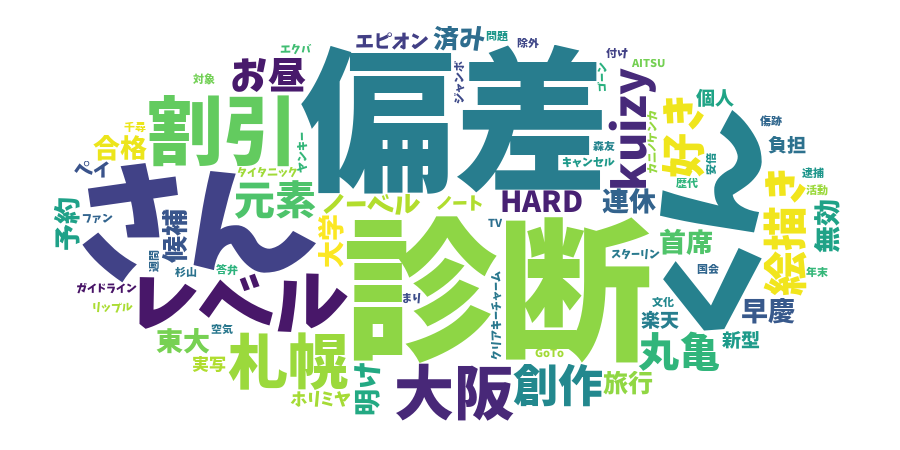 エピオン
済み
問題
除外
エクバ
付け
AITSU
お昼
偏差
ジャンボ
ゴーン
対象
kuizy
好き
個人
割引
カニノケンカ
傷跡
千尋
合格
ヤンキー
森友
負担
キャンセル
安倍
ペイ
タイタニック
歴代
逮捕
活動
さん
くん
元素
ノーベル
ノート
HARD
連休
絵描き
予約
ファン
候補
大学
TV
診断
首席
無効
スターリン
週間
杉山
答弁
国会
年末
ガイドライン
レベル
まり
クリアキーチャーム
文化
リップル
空気
楽天
早慶
東大
新型
実写
札幌
GoTo
丸亀
明け
大阪
創作
旅行
ホリミヤ